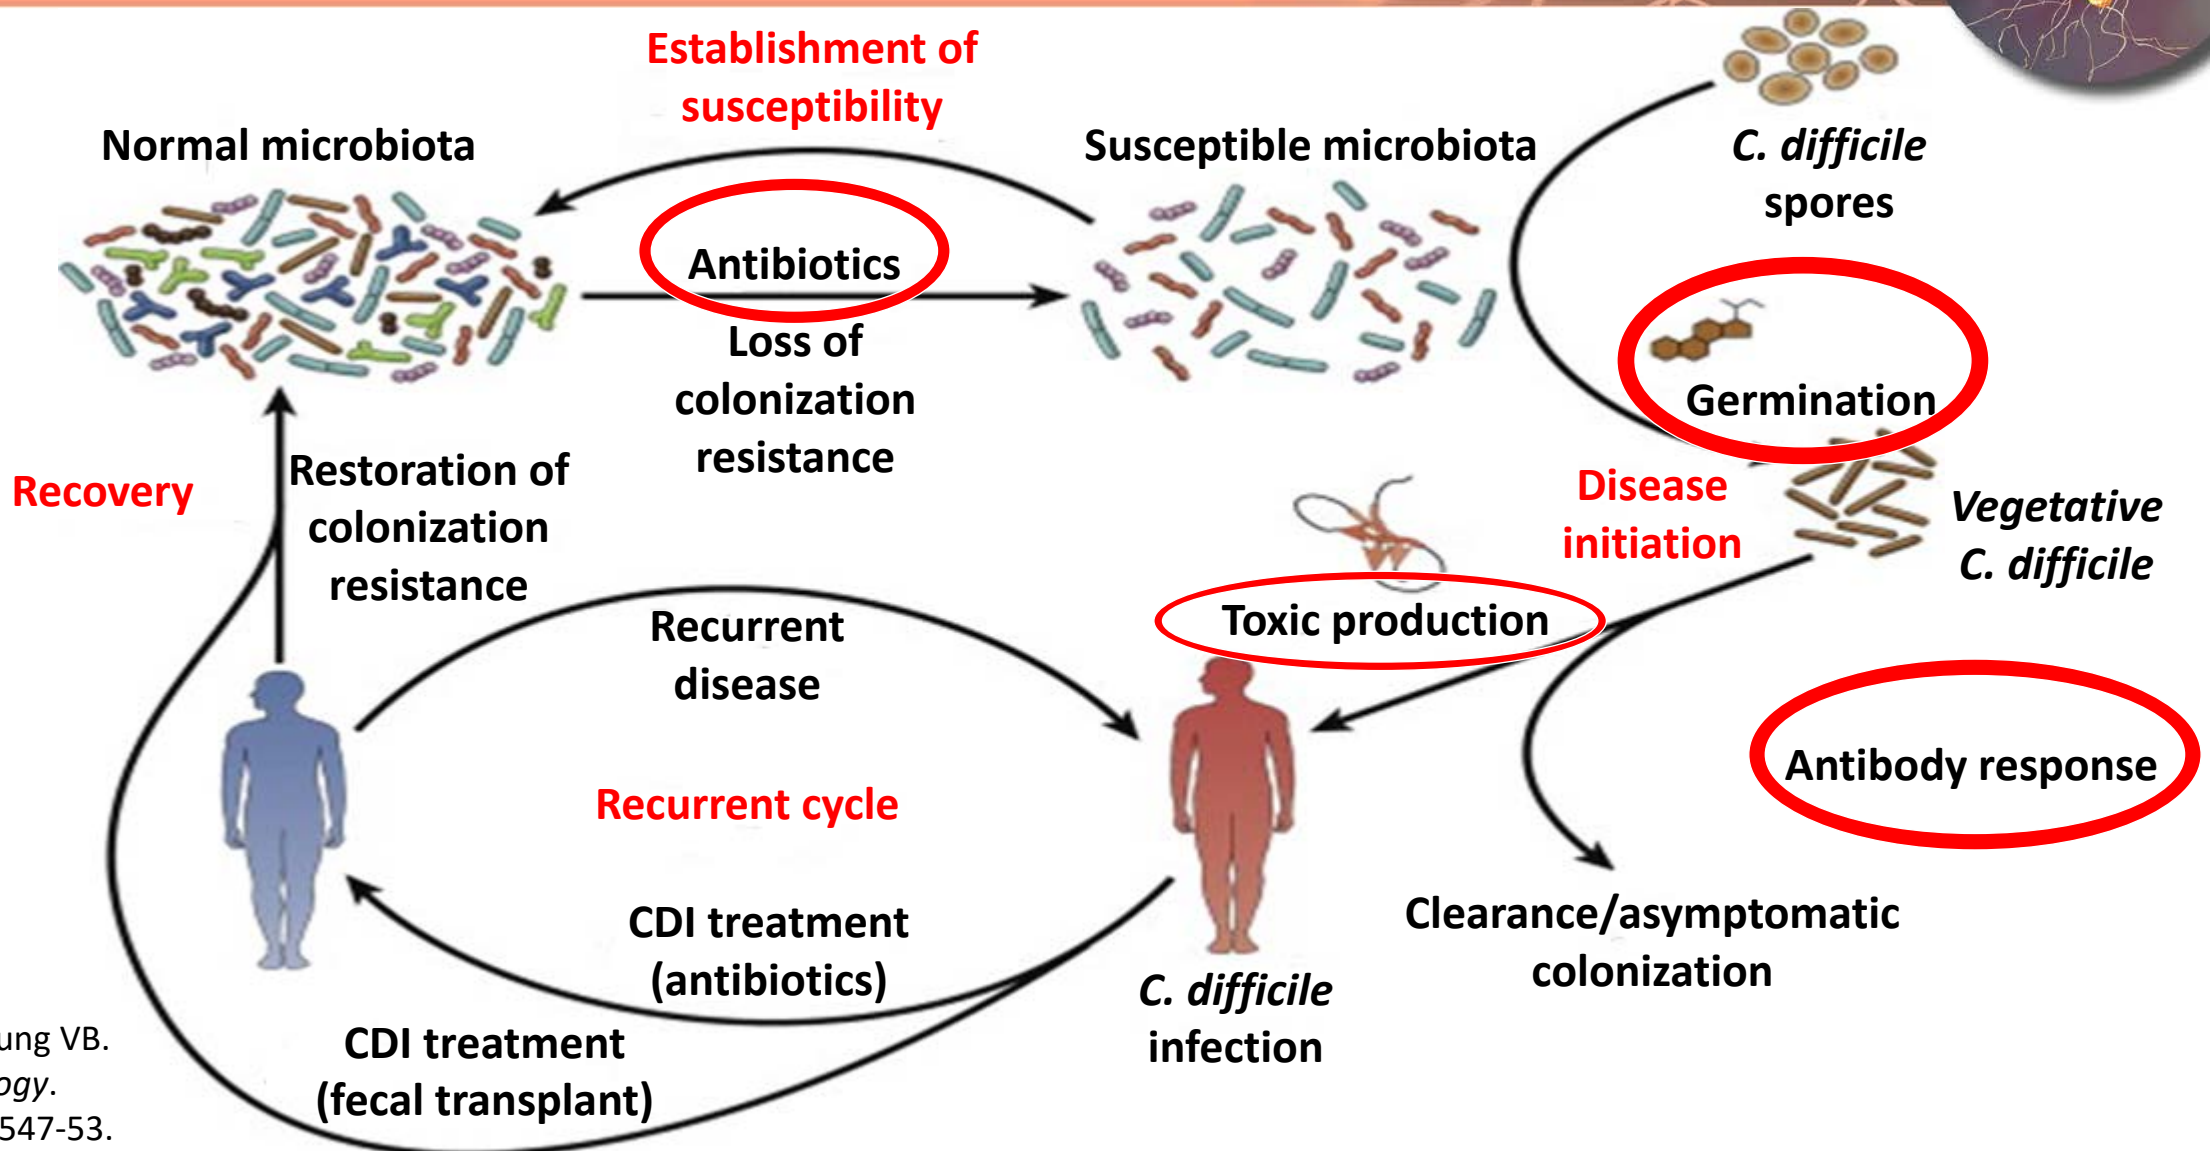 Establishment of
susceptibility
Normal microbiota
Susceptible microbiota
C. difficile
spores
Antibiotics
Loss of
colonization
resistance
Germination
Recovery
Restoration of
colonization
resistance
Disease
initiation
Vegetative
C. difficile
Toxic production
Recurrent
disease
Antibody response
Recurrent cycle
CDI treatment
(antibiotics)
Clearance/asymptomatic
colonization
C. difficile
infection
CDI treatment
(fecal transplant)
VB.
547-53.